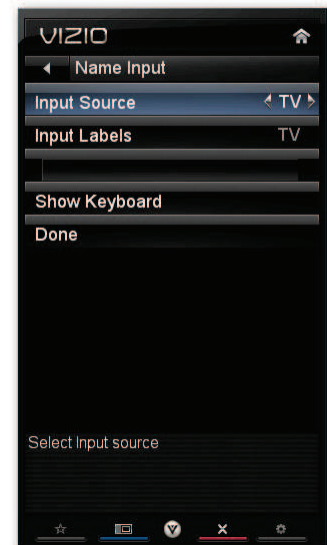 VIZIO
Name Input
Input Source TV
Input Labels TV
Show Keyboard
Done
Select Input source